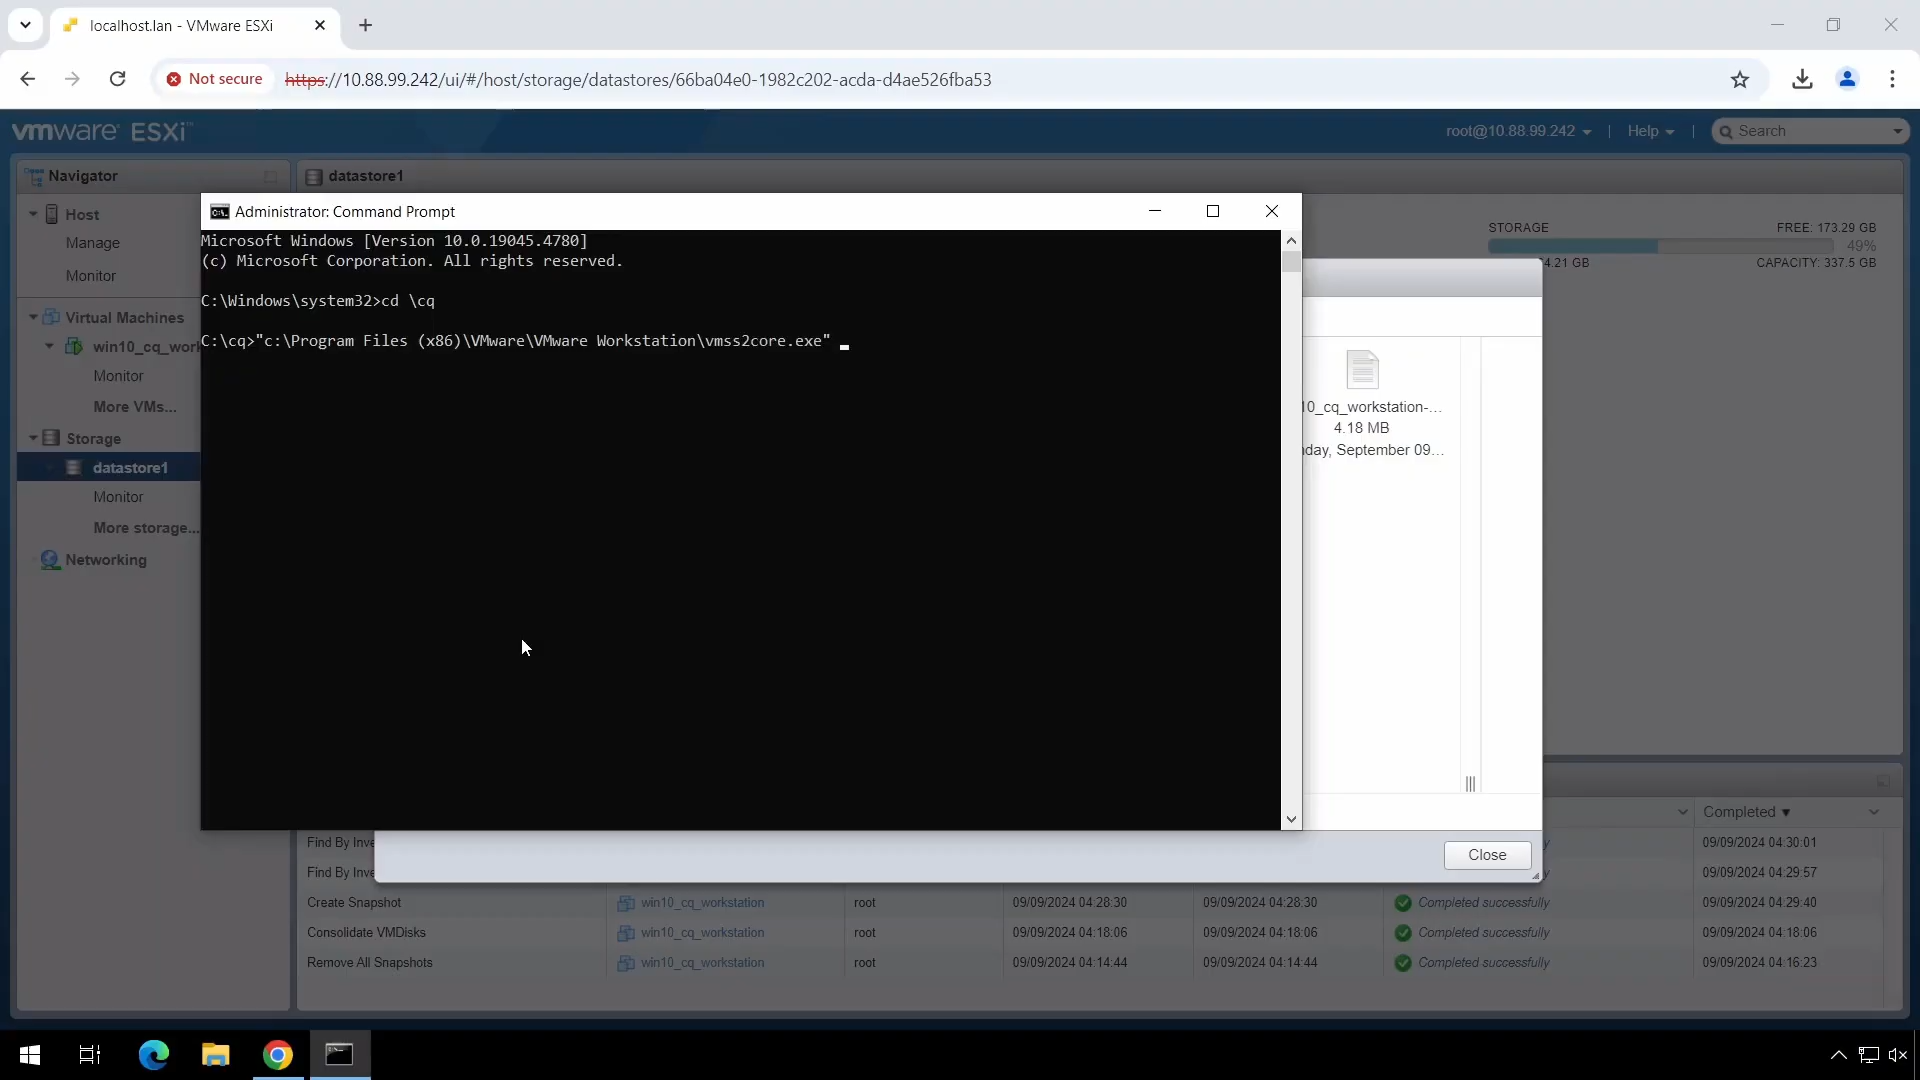 localhost.lan - VMware ESXi
Not secure
https://10.88.99.242/ui/#/host/storage/datastores/66ba04e0-1982c202-acda-d4ae526fba53
vmware ESXi™
root@10.88.99.242
|
Help
|
Search
Navigator
datastore1
Host
Manage
Monitor
Virtual Machines
win10_cq_wor
Monitor
More VMs...
Storage
datastore1
Monitor
More storage...
Networking
STORAGE
FREE: 173.29 GB
49%
4.21 GB
CAPACITY: 337.5 GB
Administrator: Command Prompt
Microsoft Windows [Version 10.0.19045.4780]
(c) Microsoft Corporation. All rights reserved.
C:\Windows\system32>cd \cq
C:\cq>"c:\Program Files (x86)\VMware\VMware Workstation\vmss2core.exe"
10_cq_workstation-...
4.18 MB
day, September 09...
Close
Completed ▼
Find By Inve
09/09/2024 04:30:01
Find By Inve
09/09/2024 04:29:57
Create Snapshot
win10_cq_workstation
root
09/09/2024 04:28:30
09/09/2024 04:28:30
Completed successfully
09/09/2024 04:29:40
Consolidate VMDisks
win10_cq_workstation
root
09/09/2024 04:18:06
09/09/2024 04:18:06
Completed successfully
09/09/2024 04:18:06
Remove All Snapshots
win10_cq_workstation
root
09/09/2024 04:14:44
09/09/2024 04:14:44
Completed successfully
09/09/2024 04:16:23